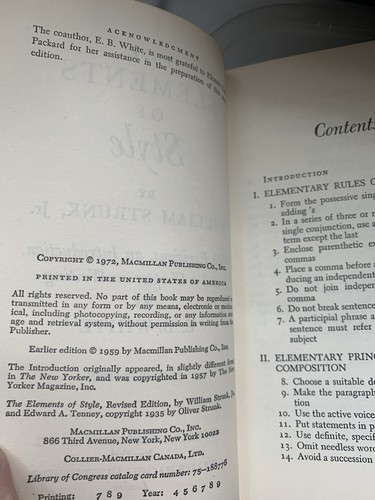 ACKNOWLEDGMENT
The coauthor, E. B. White, is most grateful to
Packard for her assistance in the preparation of this
edition.
ELEMENTS
OF
Style
BY
WILLIAM STRUNK, Jr.
COPYRIGHT © 1972, MACMILLAN PUBLISHING CO., INC.
PRINTED IN THE UNITED STATES OF AMERICA
All rights reserved. No part of this book may be reproduced
transmitted in any form or by any means, electronic or
ical, including photocopying, recording, or any information
age and retrieval system, without permission in writing from
Publisher.
Earlier edition © 1959 by Macmillan Publishing Co., Inc.
The Introduction originally appeared, in slightly different
in The New Yorker, and was copyrighted in 1957 by The New
Yorker Magazine, Inc.
The Elements of Style, Revised Edition, by William Strunk,
and Edward A. Tenney, copyright 1935 by Oliver Strunk.
MACMILLAN PUBLISHING CO., INC.
866 Third Avenue, New York, New York 10022
COLLIER-MACMILLAN CANADA, LTD.
Library of Congress catalog card number: 75–188776
Printing: 7 8 9 Year: 4 5 6 7 8 9
Contents
INTRODUCTION
I. ELEMENTARY RULES
1. Form the possessive
adding 's
2. In a series of three or
single conjunction, use
term except the last
3. Enclose parenthetic
commas
4. Place a comma before
ducing an independent
5. Do not join
commas
6. Do not break
7. A participial phrase
sentence must refer
subject
II. ELEMENTARY
COMPOSITION
8. Choose a suitable
9. Make the paragraph
tion
10. Use the active
11. Put statements in
12. Use definite,
13. Omit needless
14. Avoid a succession